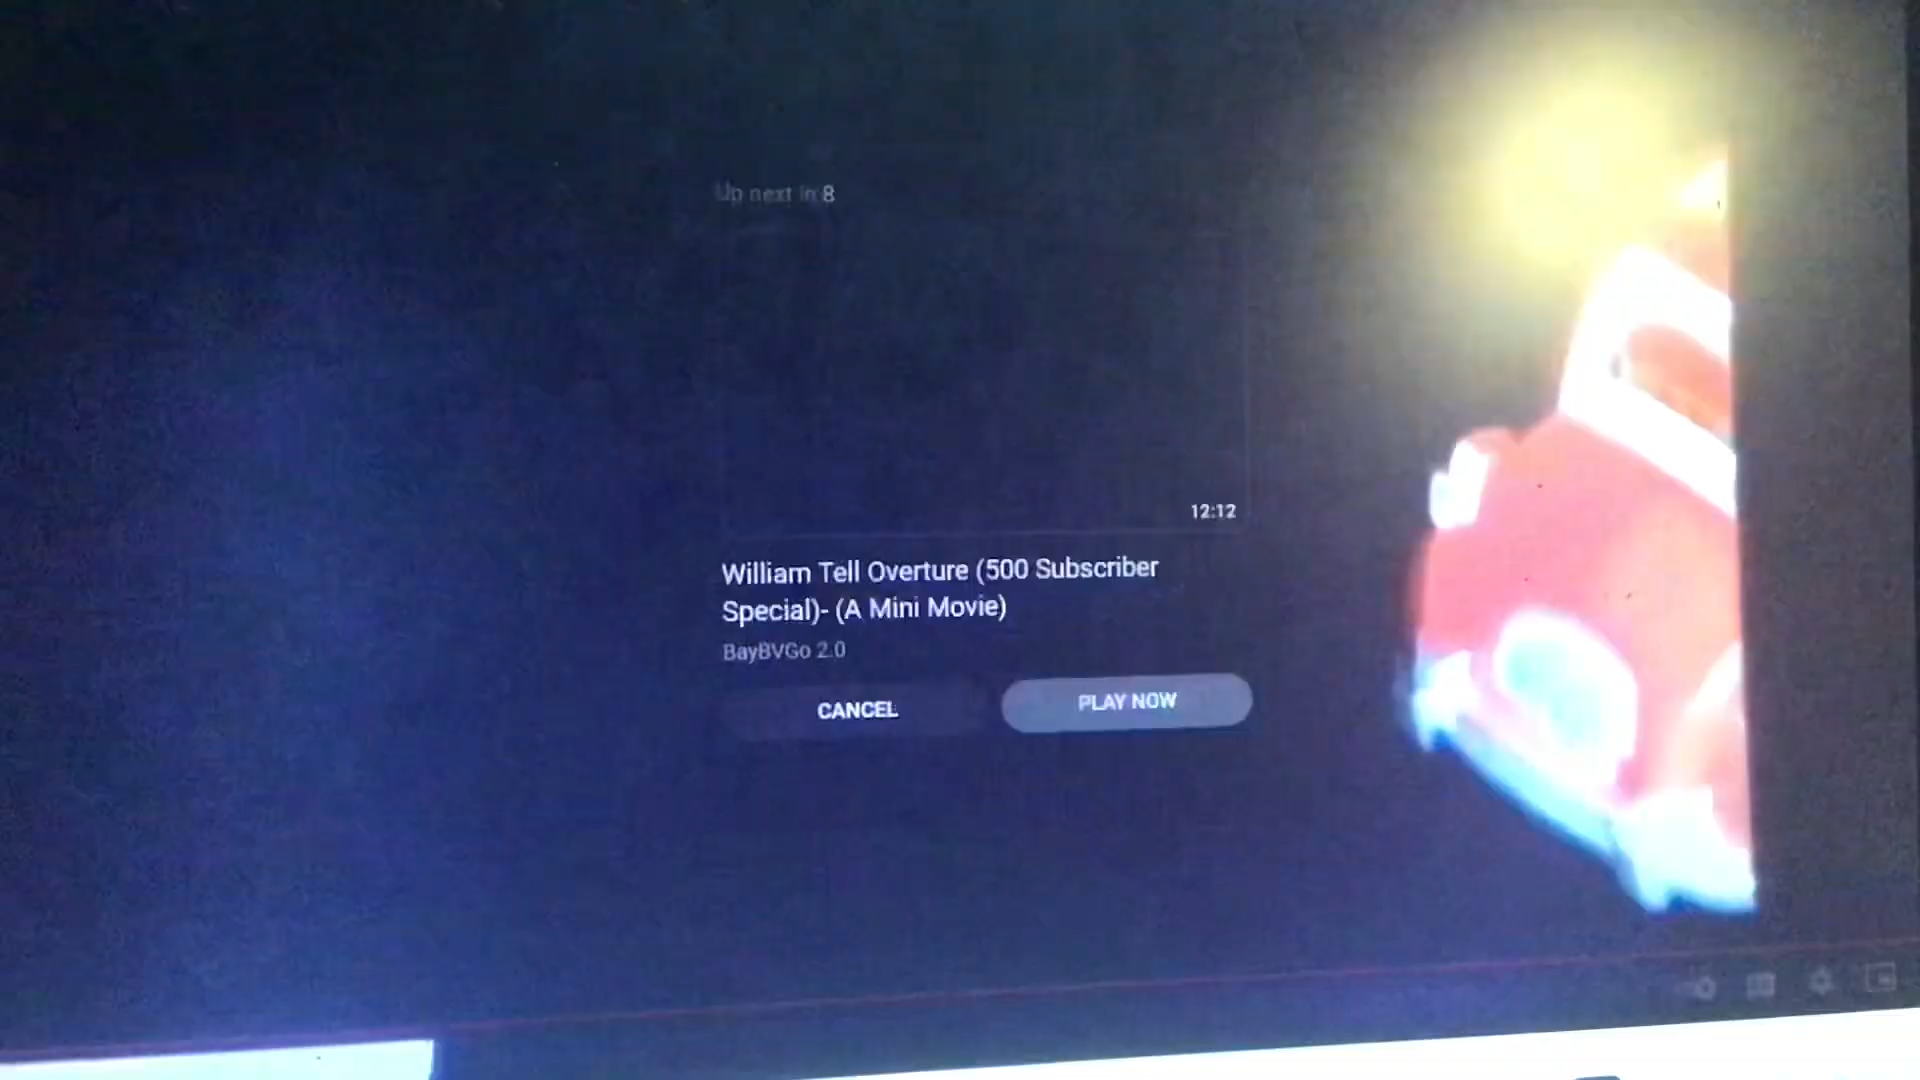 Up next in 8
12:12
William Tell Overture (500 Subscriber
Special)- (A Mini Movie)
BayBVGo 2.0
CANCEL
PLAY NOW